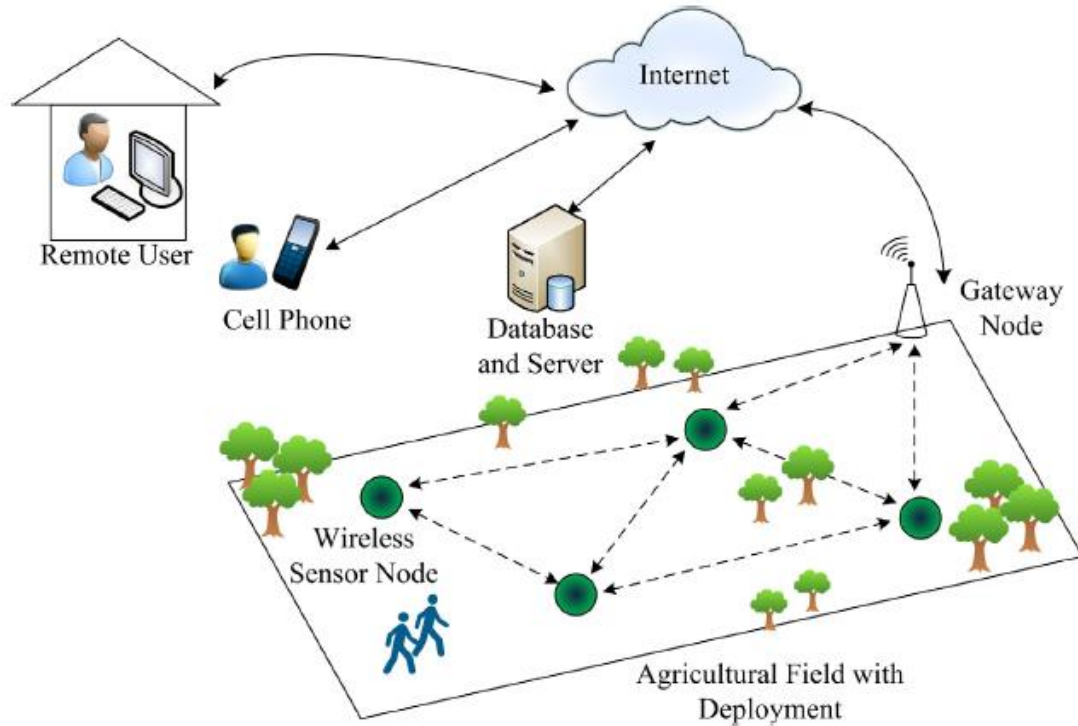 Internet
Remote User
Cell Phone
Database
and Server
Gateway
Node
Wireless
Sensor Node
Agricultural Field with
Deployment